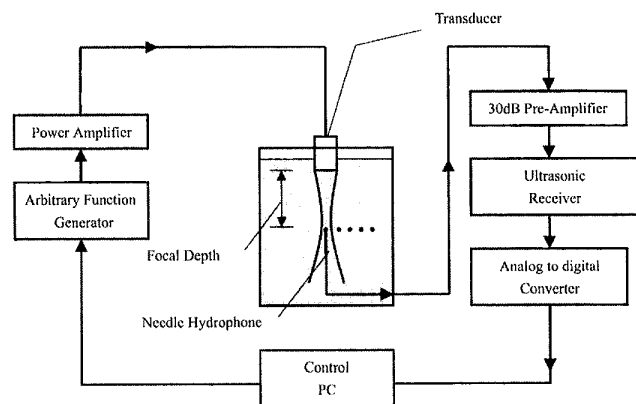 Transducer
30dB Pre-Amplifier
Power Amplifier
Ultrasonic
Receiver
Arbitrary Function
Generator
Focal Depth
Analog to digital
Converter
Needle Hydrophone
Control
PC